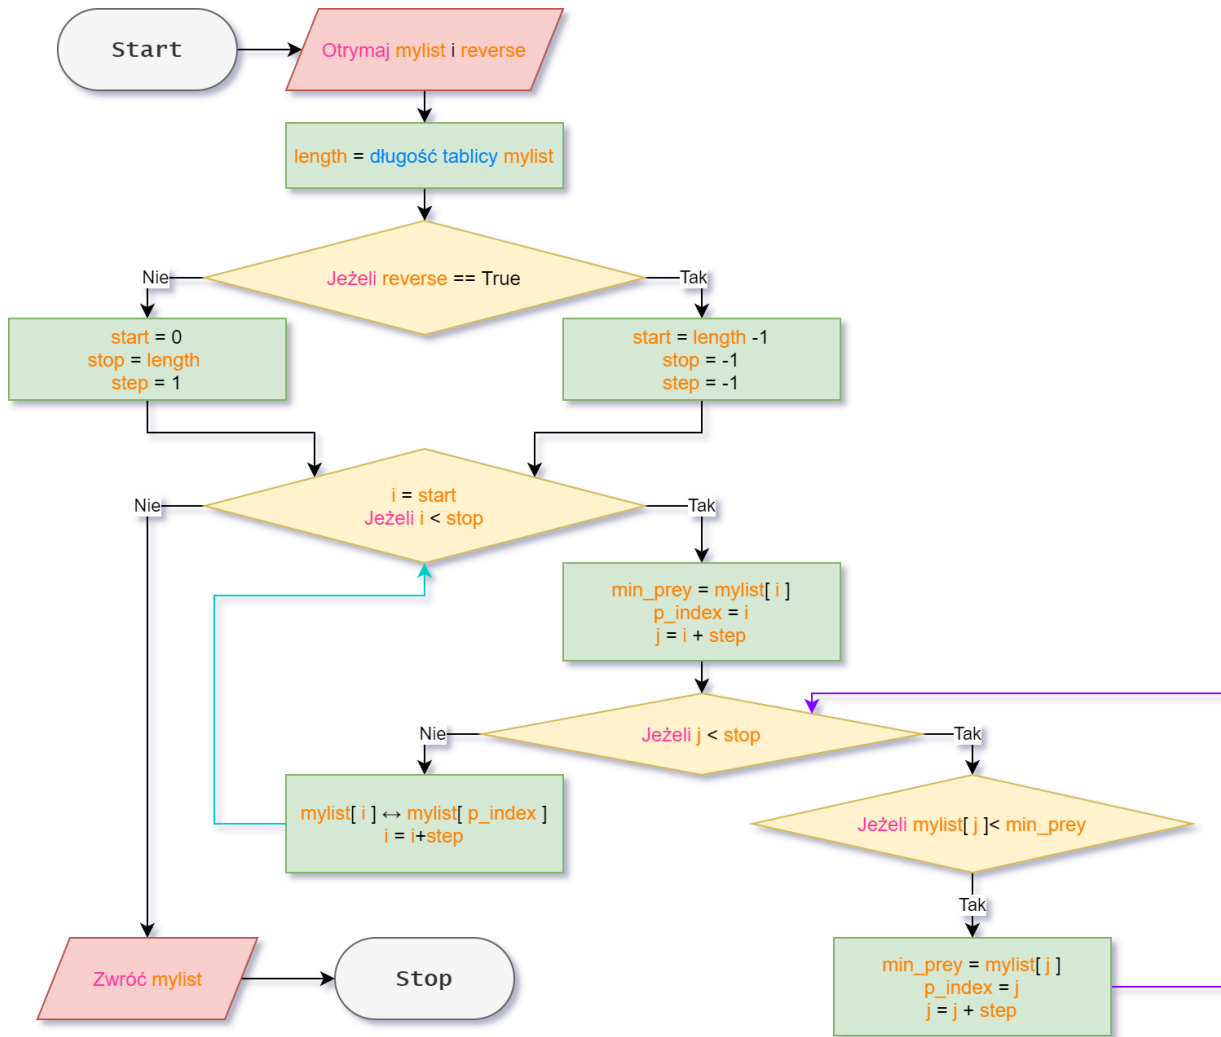 Start
Otrymaj mylist i reverse
length = długość tablicy mylist
Jeżeli reverse == True
Nie
Tak
start = 0
stop = length
step = 1
start = length -1
stop = -1
step = -1
i = start
Jeżeli i < stop
Nie
Tak
min_prey = mylist[ i ]
p_index = i
j = i + step
Jeżeli j < stop
Nie
Tak
mylist[ i ] ↔ mylist[ p_index ]
i = i+step
Jeżeli mylist[ j ]< min_prey
Tak
min_prey = mylist[ j ]
p_index = j
j = j + step
Zwróć mylist
Stop